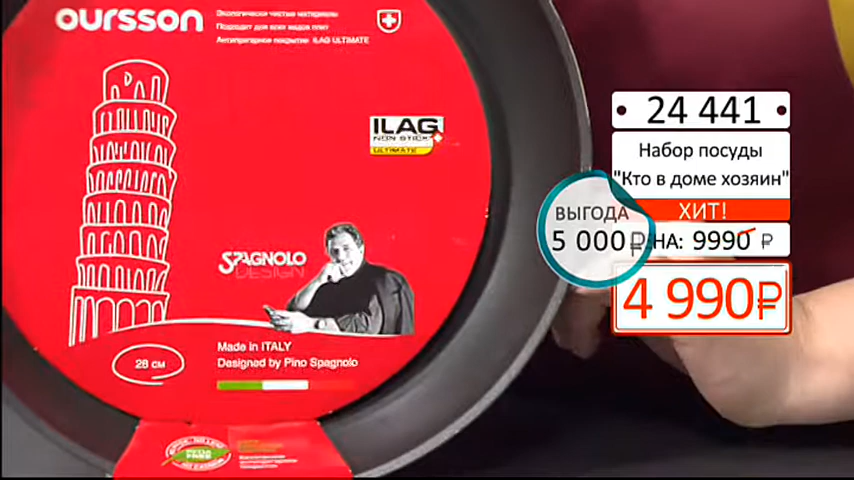 oursson
Экологически чистые материалы
Подходит для всех видов плит
Антипригарное покрытие ILAG ULTIMATE
ILAG
NON STICK
ULTIMATE
SPAGNOLO
DESIGN
28 см
Made in ITALY
Designed by Pino Spagnolo
FREE
24 441
Набор посуды
"Кто в доме хозяин"
ХИТ!
ВЫГОДА
5 000 ₽
НА: 9990 ₽
4 990₽